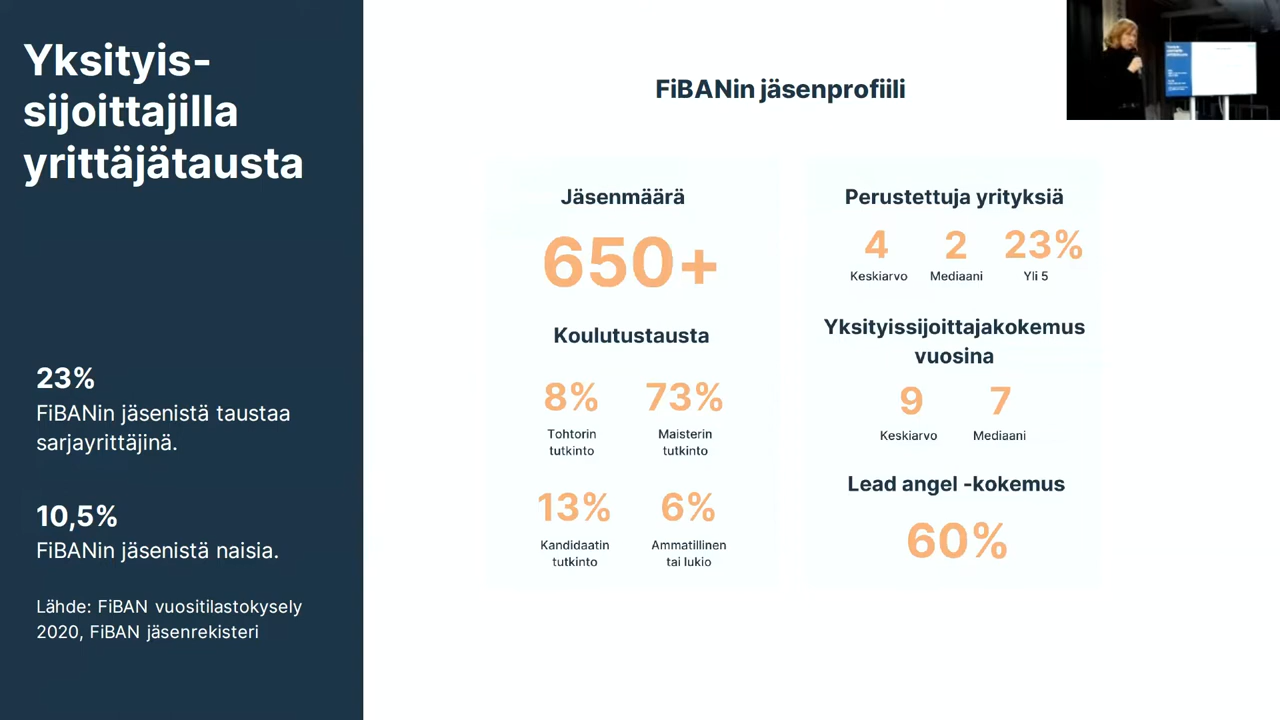 Yksityis-
sijoittajilla
yrittäjätausta
23%
FiBANin jäsenistä taustaa
sarjayrittäjinä.
10,5%
FiBANin jäsenistä naisia.
Lähde: FiBAN vuositilastokysely
2020, FiBAN jäsenrekisteri
FiBANin jäsenprofiili
Jäsenmäärä
650+
Koulutustausta
8% 73%
Tohtorin Maisterin
tutkinto tutkinto
13% 6%
Kandidaatin Ammatillinen
tutkinto tai lukio
Perustettuja yrityksiä
4 2 23%
Keskiarvo Mediaani Yli 5
Yksityissijoittajakokemus
vuosina
9 7
Keskiarvo Mediaani
Lead angel -kokemus
60%